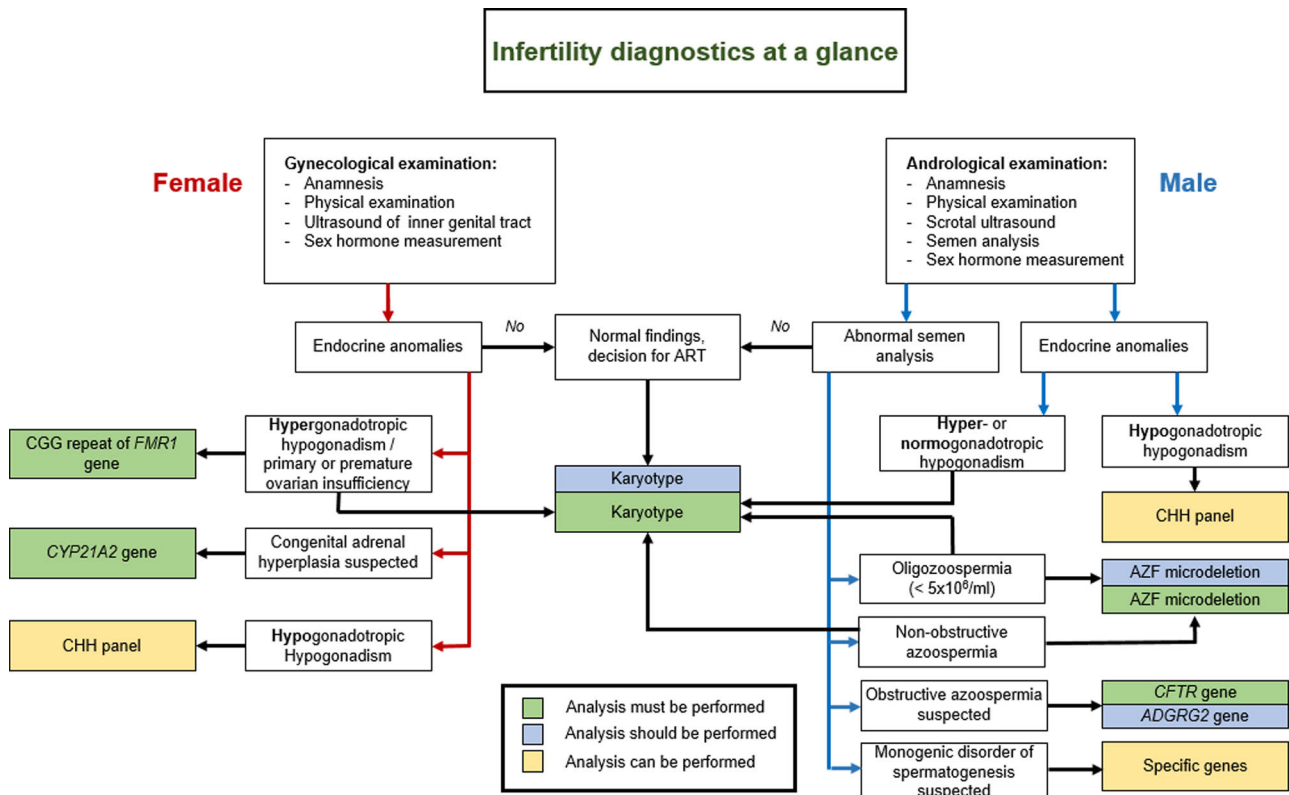 Infertility diagnostics at a glance
Female
Gynecological examination:
- Anamnesis
- Physical examination
- Ultrasound of inner genital tract
- Sex hormone measurement
Andrological examination:
- Anamnesis
- Physical examination
- Scrotal ultrasound
- Semen analysis
- Sex hormone measurement
Male
Endocrine anomalies
No
Normal findings,
decision for ART
No
Abnormal semen
analysis
Endocrine anomalies
CGG repeat of FMR1
gene
Hypergonadotropic
hypogonadism /
primary or premature
ovarian insufficiency
Karyotype
Karyotype
Hyper- or
normogonadotropic
hypogonadism
Hypogonadotropic
hypogonadism
CHH panel
CYP21A2 gene
Congenital adrenal
hyperplasia suspected
Oligozoospermia
(< 5x10⁶/ml)
AZF microdeletion
AZF microdeletion
CHH panel
Hypogonadotropic
Hypogonadism
Non-obstructive
azoospermia
Analysis must be performed
Analysis should be performed
Analysis can be performed
Obstructive azoospermia
suspected
CFTR gene
ADGRG2 gene
Monogenic disorder of
spermatogenesis
suspected
Specific genes